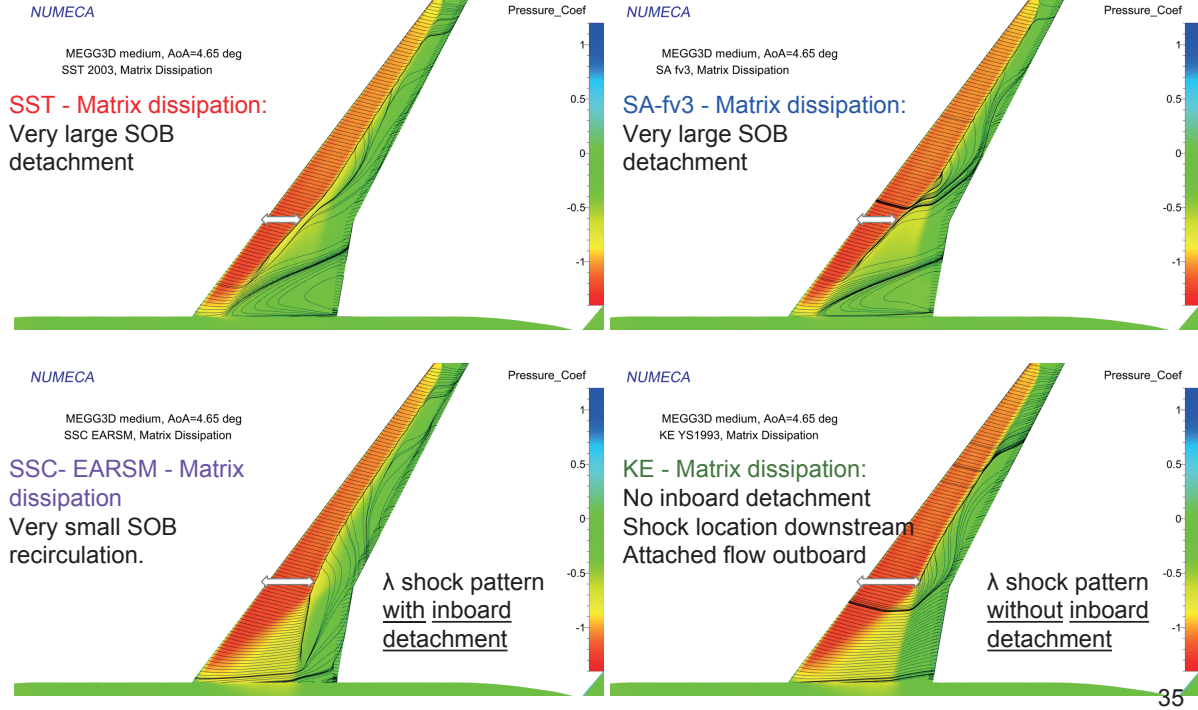 NUMECA
Pressure_Coef
MEGG3D medium, AoA=4.65 deg
SST 2003, Matrix Dissipation
SST - Matrix dissipation:
Very large SOB
detachment
1
0.5
0
-0.5
-1
NUMECA
Pressure_Coef
MEGG3D medium, AoA=4.65 deg
SA fv3, Matrix Dissipation
SA-fv3 - Matrix dissipation:
Very large SOB
detachment
1
0.5
0
-0.5
-1
NUMECA
Pressure_Coef
MEGG3D medium, AoA=4.65 deg
SSC EARSM, Matrix Dissipation
SSC- EARSM - Matrix
dissipation
Very small SOB
recirculation.
λ shock pattern
with inboard
detachment
1
0.5
0
-0.5
-1
NUMECA
Pressure_Coef
MEGG3D medium, AoA=4.65 deg
KE YS1993, Matrix Dissipation
KE - Matrix dissipation:
No inboard detachment
Shock location downstream
Attached flow outboard
λ shock pattern
without inboard
detachment
1
0.5
0
-0.5
-1
35